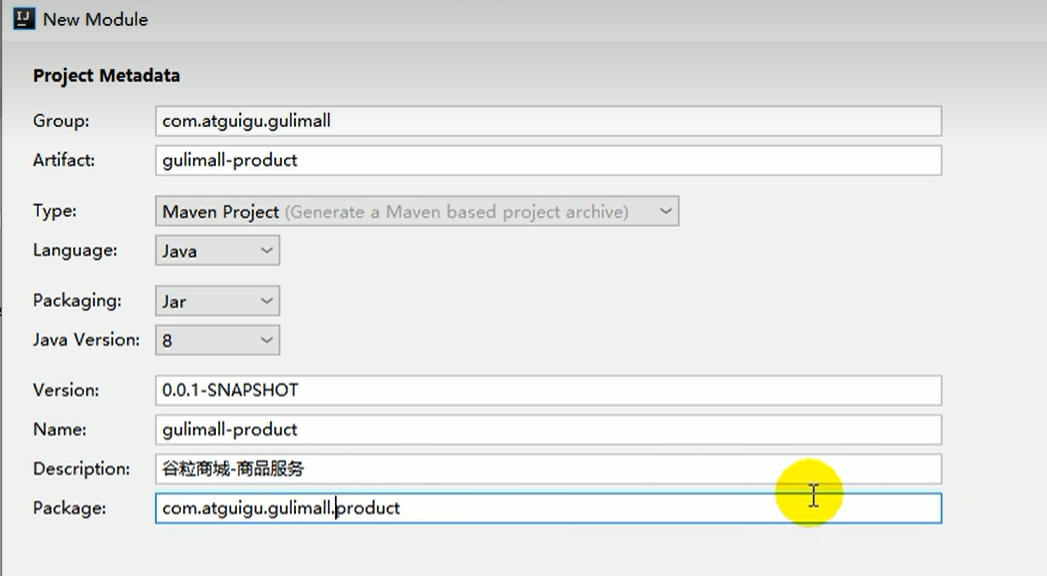 IJ New Module
Project Metadata
Group: com.atguigu.gulimall
Artifact: gulimall-product
Type: Maven Project (Generate a Maven based project archive)
Language: Java
Packaging: Jar
Java Version: 8
Version: 0.0.1-SNAPSHOT
Name: gulimall-product
Description: 谷粒商城-商品服务
Package: com.atguigu.gulimall.product